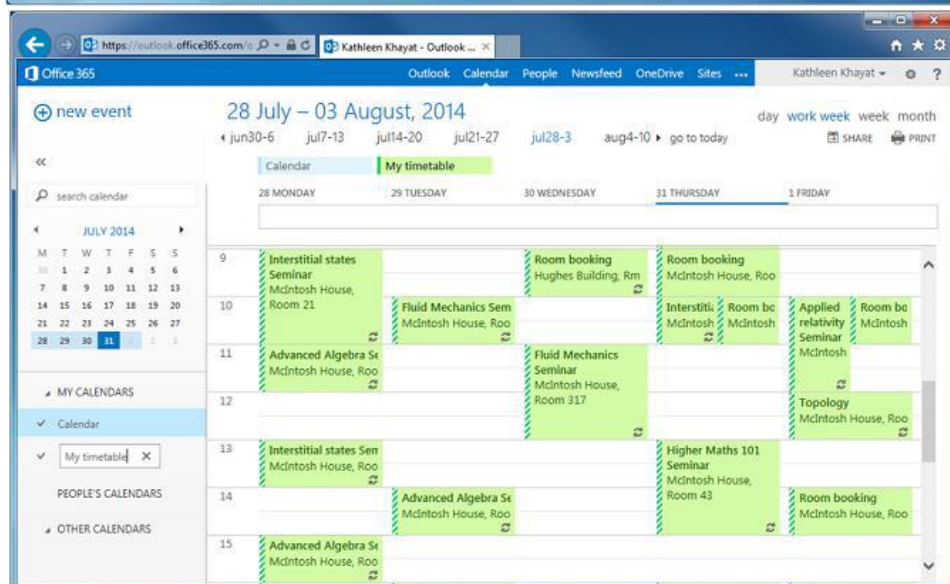 https://outlook.office365.com/
Kathleen Khayat - Outlook ...
Office 365
Outlook Calendar People Newsfeed OneDrive Sites ... Kathleen Khayat ?
new event
28 July – 03 August, 2014
day work week week month
jun30-6 jul7-13 jul14-20 jul21-27 jul28-3 aug4-10 go to today
SHARE PRINT
Calendar My timetable
search calendar
28 MONDAY 29 TUESDAY 30 WEDNESDAY 31 THURSDAY 1 FRIDAY
JULY 2014
M T W T F S S
30 1 2 3 4 5 6
7 8 9 10 11 12 13
14 15 16 17 18 19 20
21 22 23 24 25 26 27
28 29 30 31 1 2 3
MY CALENDARS
Calendar
My timetable
PEOPLE'S CALENDARS
OTHER CALENDARS
9
Interstitial states
Seminar
McIntosh House,
Room 21
Room booking
Hughes Building, Rm
Room booking
McIntosh House, Roo
10
Fluid Mechanics Sem
McIntosh House, Roo
Interstiti
McIntosh
Room bo
McIntosh
Applied
relativity
Seminar
McIntosh
Room bo
McIntosh
11
Advanced Algebra Se
McIntosh House, Roo
Fluid Mechanics
Seminar
McIntosh House,
Room 317
12
Topology
McIntosh House, Roo
13
Interstitial states Sem
McIntosh House, Roo
Higher Maths 101
Seminar
McIntosh House,
Room 43
14
Advanced Algebra Se
McIntosh House, Roo
Room booking
McIntosh House, Roo
15
Advanced Algebra Se
McIntosh House, Roo